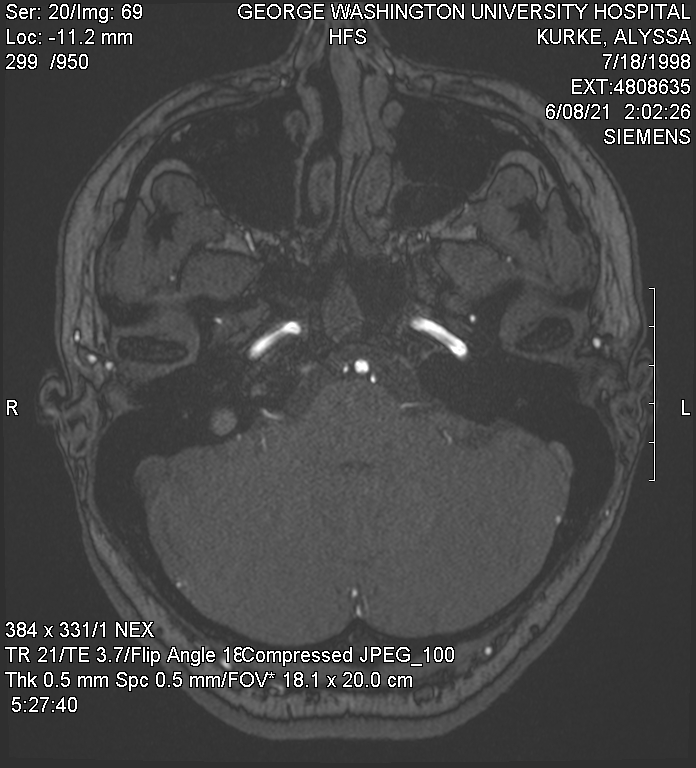 Ser: 20/Img: 69
Loc: -11.2 mm
299 /950
GEORGE WASHINGTON UNIVERSITY HOSPITAL
HFS
KURKE, ALYSSA
7/18/1998
EXT:4808635
6/08/21 2:02:26
SIEMENS
R
L
384 x 331/1 NEX
TR 21/TE 3.7/Flip Angle 18Compressed JPEG_100
Thk 0.5 mm Spc 0.5 mm/FOV* 18.1 x 20.0 cm
5:27:40